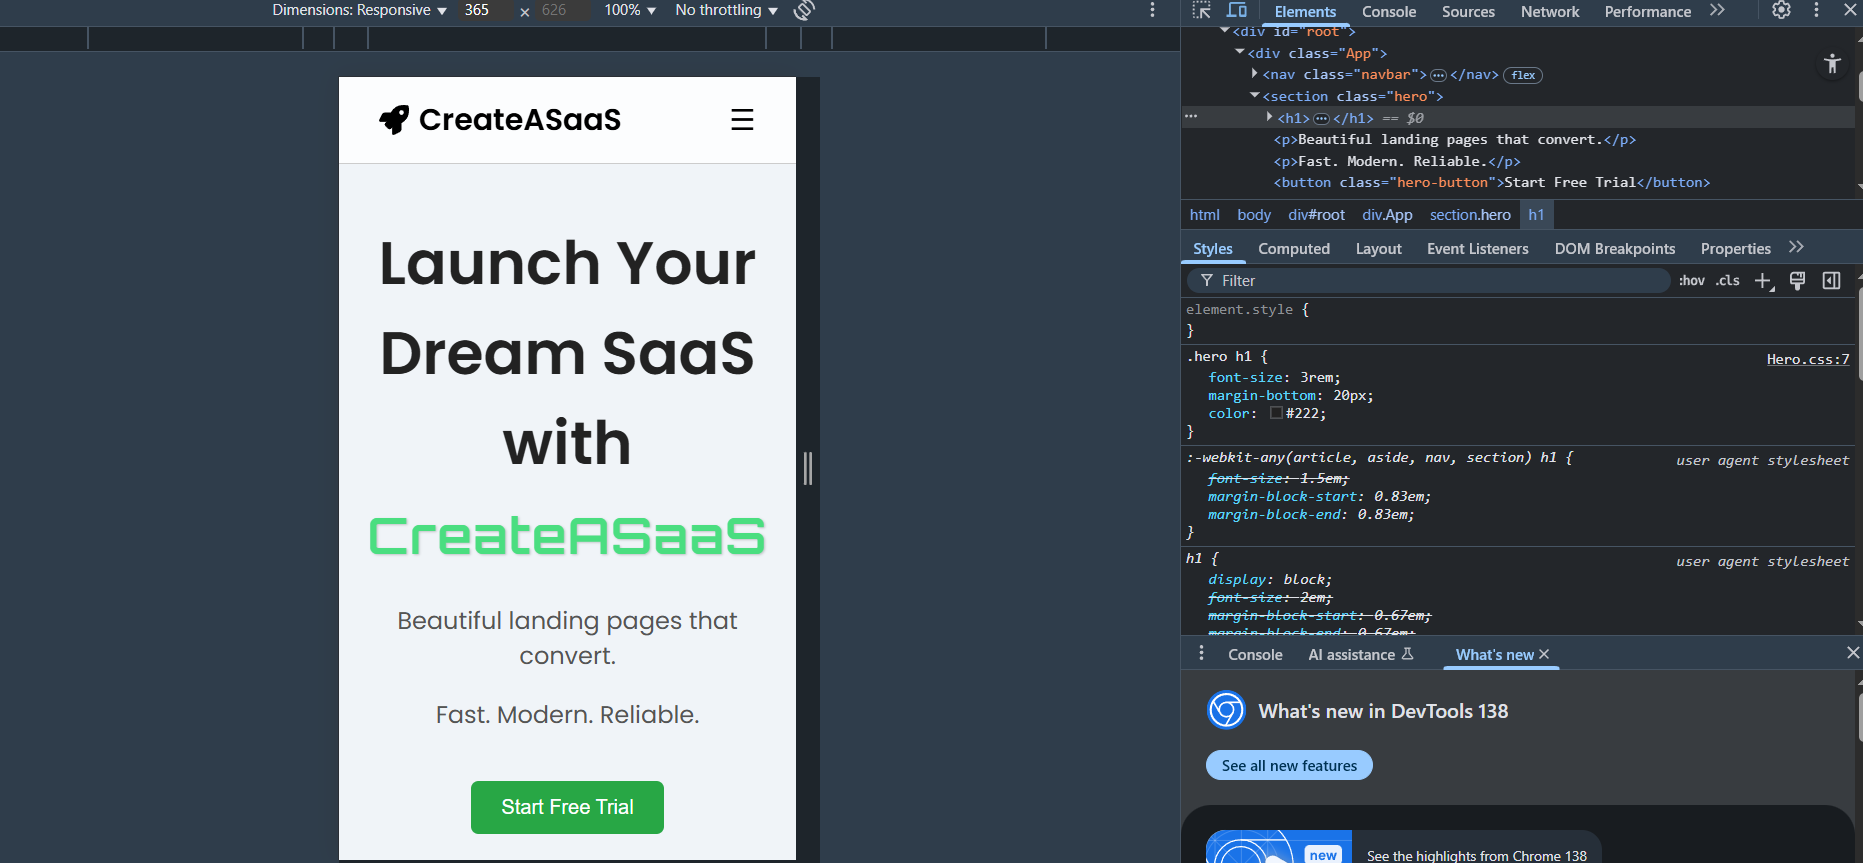 Dimensions: Responsive 365 × 626 100% No throttling
CreateASaaS
Launch Your
Dream SaaS
with
CreateASaaS
Beautiful landing pages that
convert.
Fast. Modern. Reliable.
Start Free Trial
Elements Console Sources Network Performance
<div id="root">
<div class="App">
<nav class="navbar"> ⋯ </nav> flex
<section class="hero">
<h1> ⋯ </h1> == $0
<p>Beautiful landing pages that convert.</p>
<p>Fast. Modern. Reliable.</p>
<button class="hero-button">Start Free Trial</button>
html body div#root div.App section.hero h1
Styles Computed Layout Event Listeners DOM Breakpoints Properties
Filter :hov .cls
element.style {
}
.hero h1 { Hero.css:7
font-size: 3rem;
margin-bottom: 20px;
color: #222;
}
:-webkit-any(article, aside, nav, section) h1 { user agent stylesheet
font-size: 1.5em;
margin-block-start: 0.83em;
margin-block-end: 0.83em;
}
h1 { user agent stylesheet
display: block;
font-size: 2em;
margin-block-start: 0.67em;
margin-block-end: 0.67em;
Console AI assistance What's new
What's new in DevTools 138
See all new features
new
See the highlights from Chrome 138